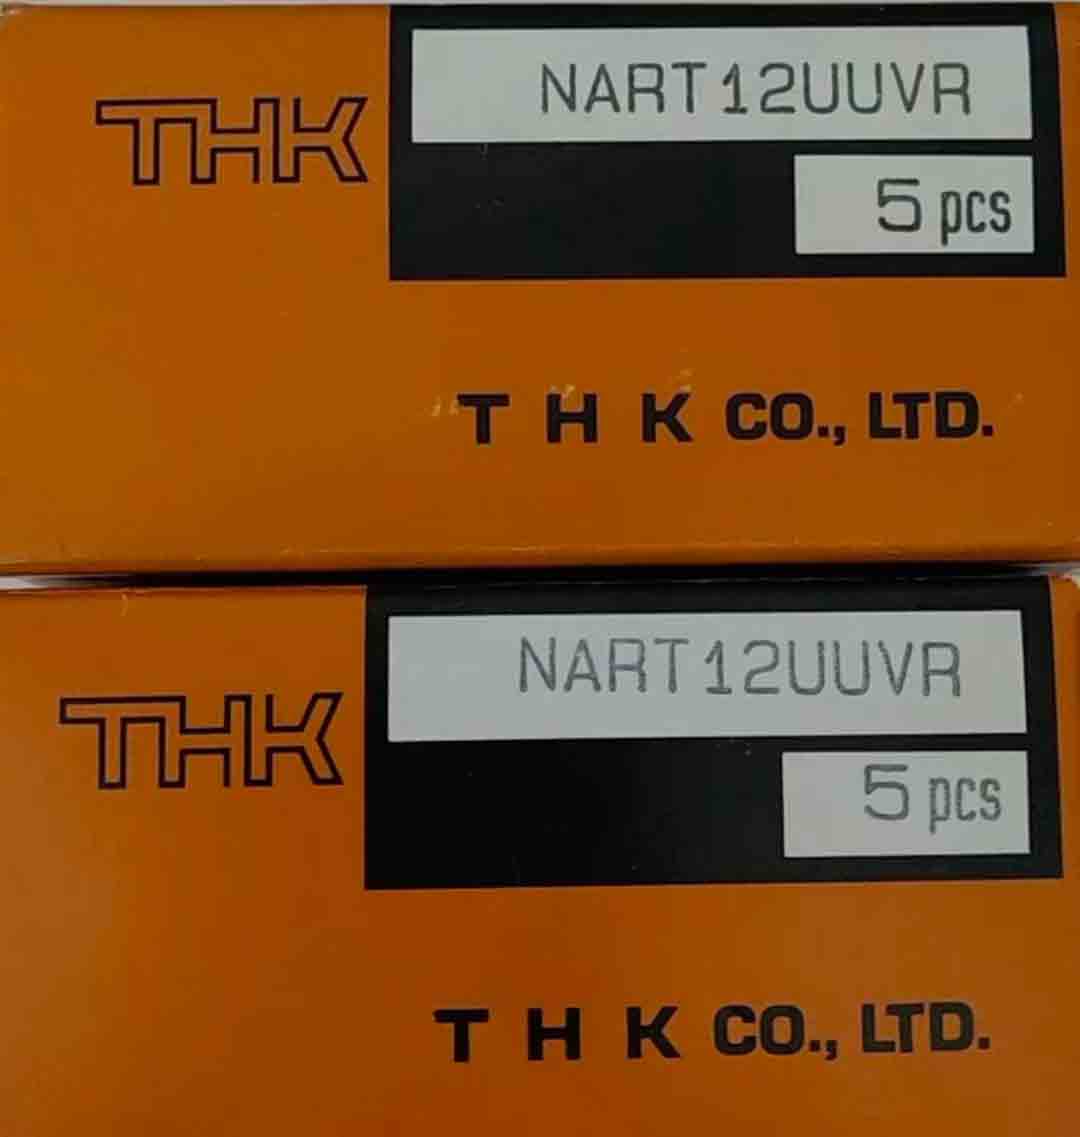 THK
NART12UUVR
5 pcs
T H K CO., LTD.
THK
NART12UUVR
5 pcs
T H K CO., LTD.